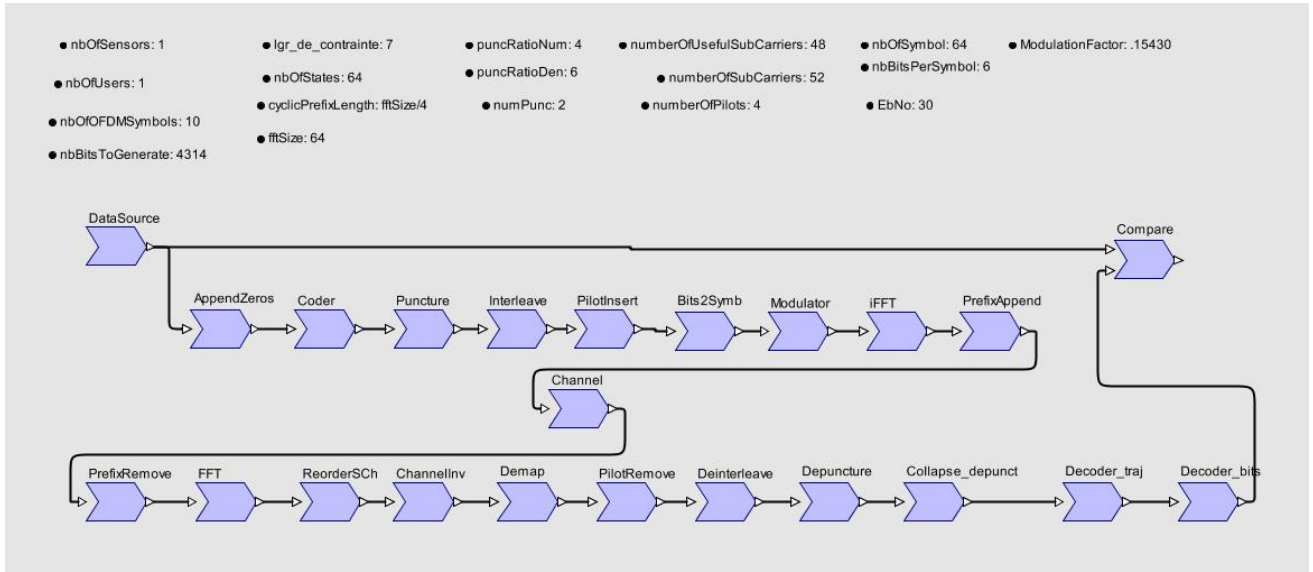 nbOfSensors: 1
lgr_de_contrainte: 7
puncRatioNum: 4
numberOfUsefulSubCarriers: 48
nbOfSymbol: 64
ModulationFactor: .15430
nbOfUsers: 1
nbOfStates: 64
puncRatioDen: 6
numberOfSubCarriers: 52
nbBitsPerSymbol: 6
nbOfOFDMSymbols: 10
cyclicPrefixLength: fftSize/4
numPunc: 2
numberOfPilots: 4
EbNo: 30
nbBitsToGenerate: 4314
fftSize: 64
DataSource
Compare
AppendZeros
Coder
Puncture
Interleave
PilotInsert
Bits2Symb
Modulator
iFFT
PrefixAppend
Channel
PrefixRemove
FFT
ReorderSCh
ChannelInv
Demap
PilotRemove
Deinterleave
Depuncture
Collapse_depunct
Decoder_traj
Decoder_bits